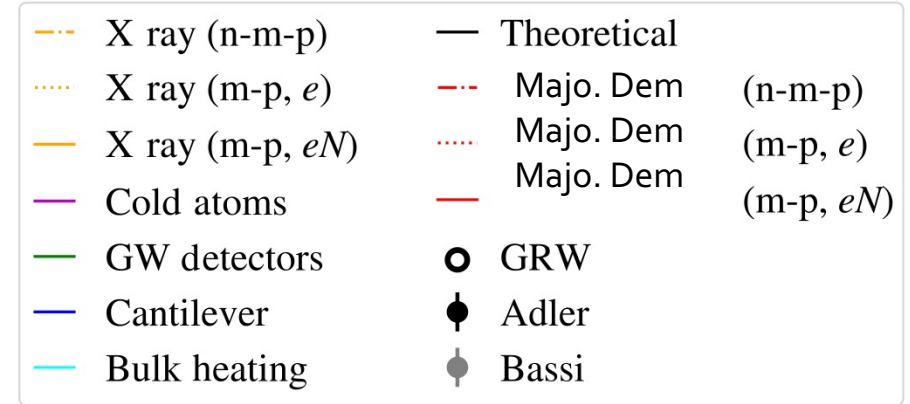 X ray (n-m-p)
X ray (m-p, e)
X ray (m-p, eN)
Cold atoms
GW detectors
Cantilever
Bulk heating
Theoretical
Majo. Dem (n-m-p)
Majo. Dem (m-p, e)
Majo. Dem (m-p, eN)
GRW
Adler
Bassi